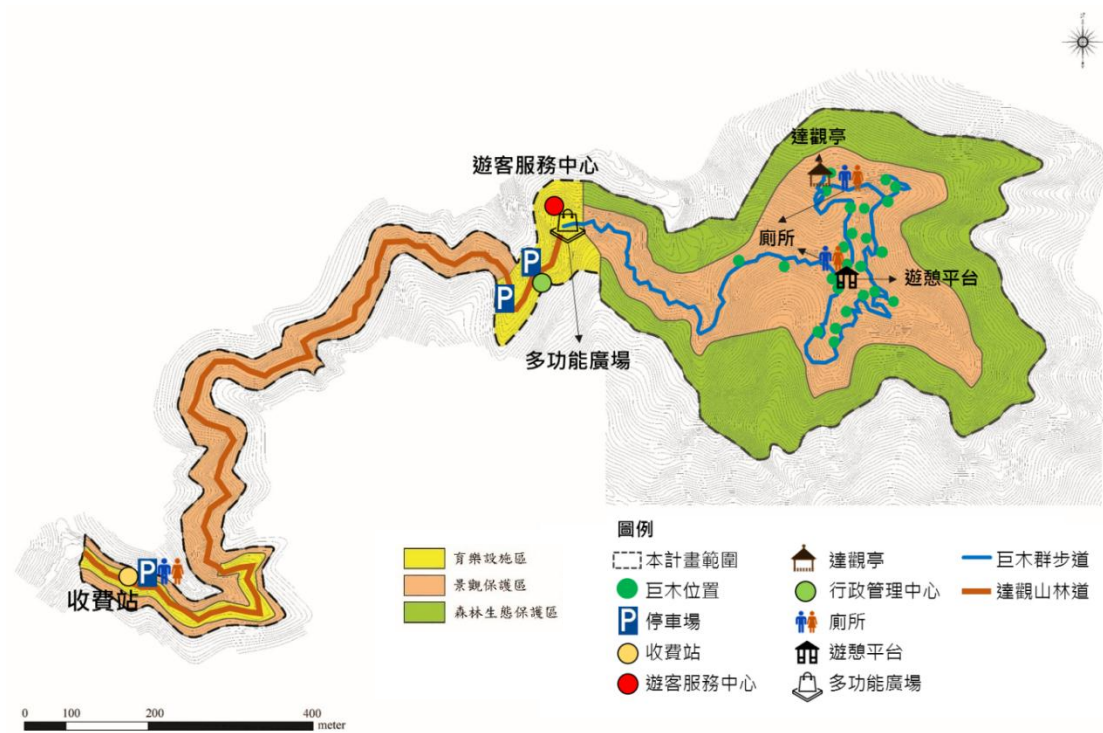 達觀亭
遊客服務中心
廁所
遊憩平台
多功能廣場
P
P
P
收費站
育樂設施區
景觀保護區
森林生態保護區
圖例
本計畫範圍
達觀亭
巨木群步道
巨木位置
行政管理中心
達觀山林道
P
停車場
廁所
收費站
遊憩平台
遊客服務中心
多功能廣場
0 100 200 400
meter